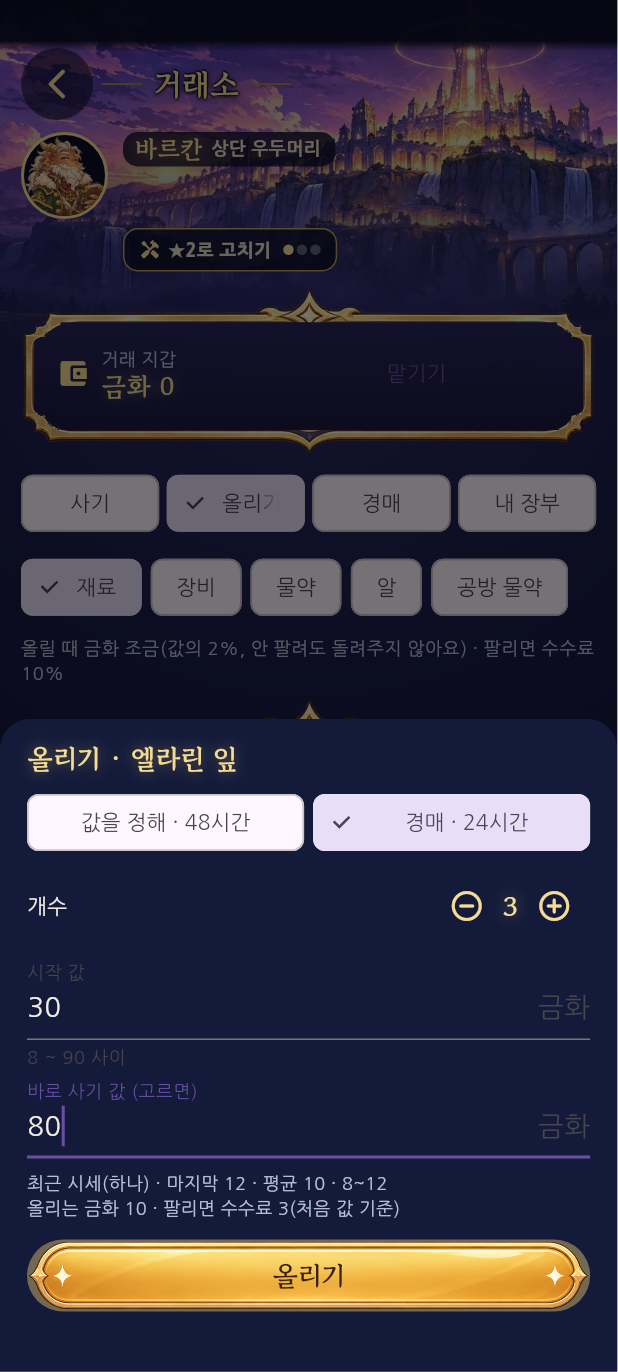 거래소
바르칸 상단 우두머리
★2로 고치기
거래 지갑
금화 0
맡기기
사기
올리기
경매
내 장부
재료
장비
물약
알
공방 물약
올릴 때 금화 조금(값의 2%, 안 팔려도 돌려주지 않아요) · 팔리면 수수료
10%
올리기 · 엘라린 잎
값을 정해 · 48시간
경매 · 24시간
개수
3
시작 값
30 금화
8 ~ 90 사이
바로 사기 값 (고르면)
80 금화
최근 시세(하나) · 마지막 12 · 평균 10 · 8~12
올리는 금화 10 · 팔리면 수수료 3(처음 값 기준)
올리기